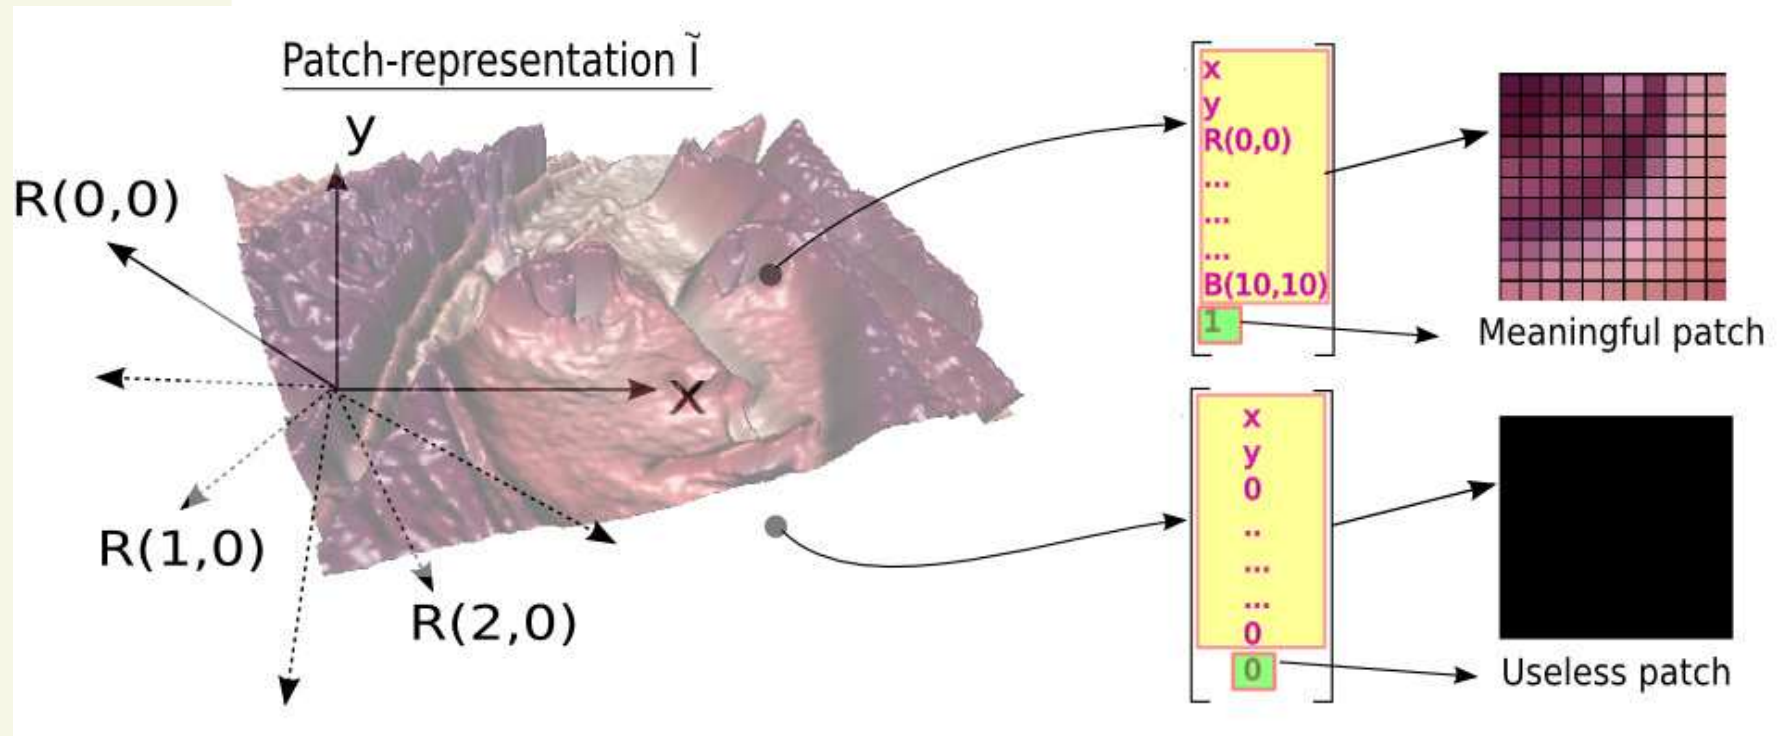 Patch-representation Ĩ
y
R(0,0)
x
R(1,0)
R(2,0)
x
y
R(0,0)
...
...
...
B(10,10)
1
Meaningful patch
x
y
0
..
...
...
0
0
Useless patch